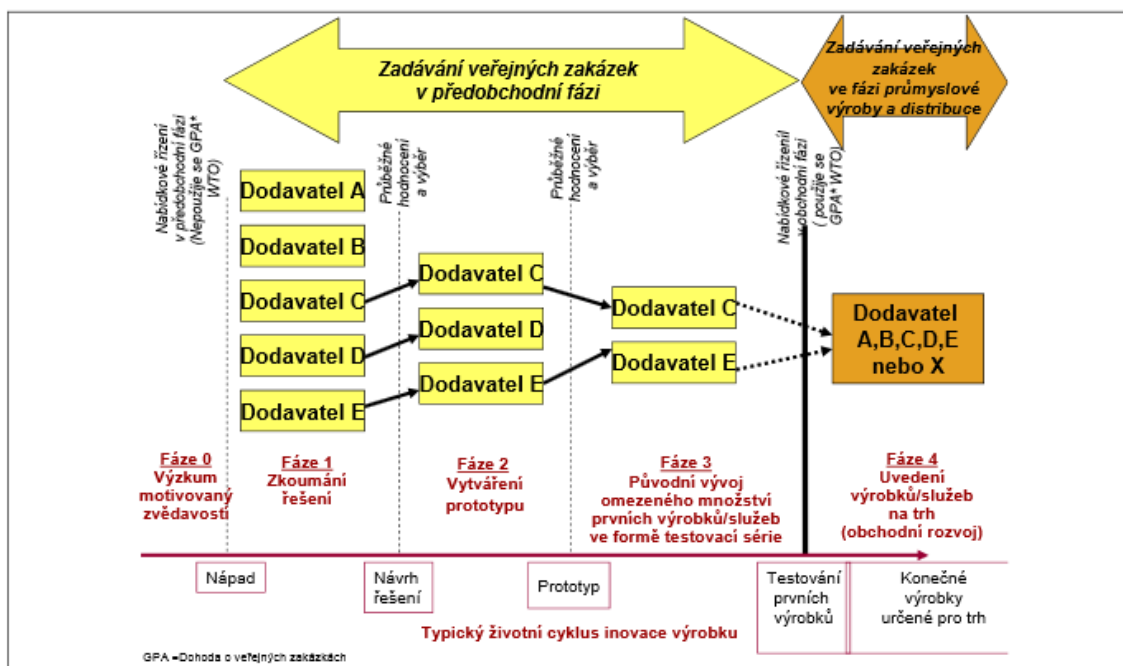 Zadávání veřejných zakázek
v předobchodní fázi
Zadávání veřejných
zakázek
ve fázi průmyslové
výroby a distribuce
Nabídkové řízení
v předobchodní fázi
(Nepoužije se GPA*
WTO)
Průběžné
hodnocení
a výběr
Průběžné
hodnocení
a výběr
Nabídkové řízeníl
v obchodní fázi
( použije se
GPA* WTO)
Dodavatel A
Dodavatel B
Dodavatel C
Dodavatel D
Dodavatel E
Dodavatel C
Dodavatel D
Dodavatel E
Dodavatel C
Dodavatel E
Dodavatel
A,B,C,D,E
nebo X
Fáze 0
Výzkum
motivovaný
zvědavostí
Fáze 1
Zkoumání
řešení
Fáze 2
Vytváření
prototypu
Fáze 3
Původní vývoj
omezeného množství
prvních výrobků/služeb
ve formě testovací série
Fáze 4
Uvedení
výrobků/služeb
na trh
(obchodní rozvoj)
Nápad
Návrh
řešení
Prototyp
Testování
prvních
výrobků
Konečné
výrobky
určené pro trh
Typický životní cyklus inovace výrobku
GPA =Dohoda o veřejných zakázkách